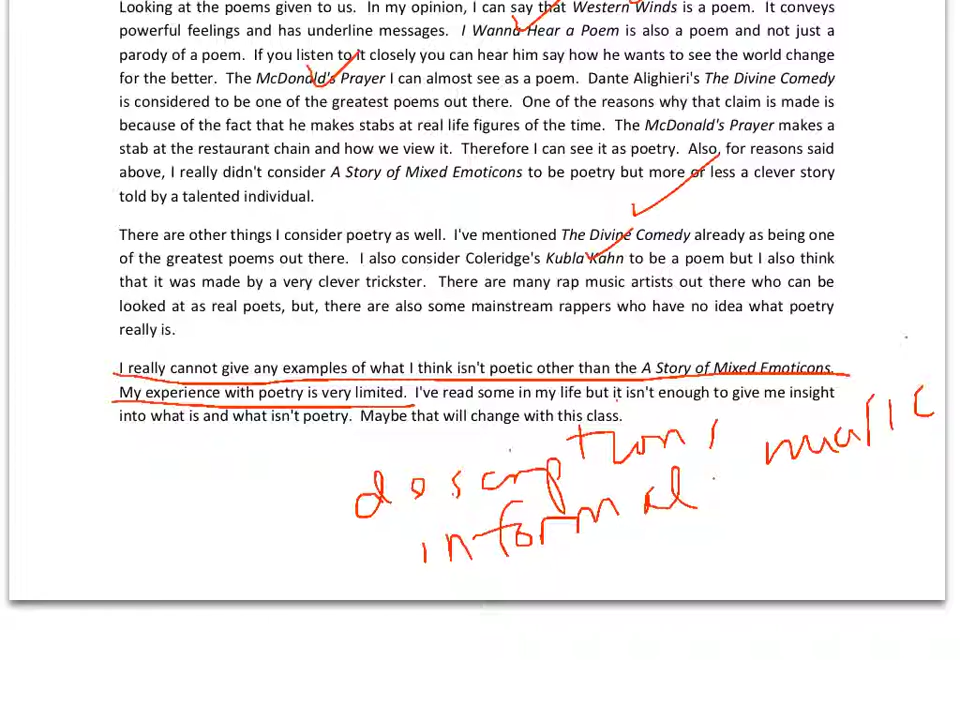 Looking at the poems given to us. In my opinion, I can say that Western Winds is a poem. It conveys
powerful feelings and has underline messages. I Wanna Hear a Poem is also a poem and not just a
parody of a poem. If you listen to it closely you can hear him say how he wants to see the world change
for the better. The McDonald's Prayer I can almost see as a poem. Dante Alighieri's The Divine Comedy
is considered to be one of the greatest poems out there. One of the reasons why that claim is made is
because of the fact that he makes stabs at real life figures of the time. The McDonald's Prayer makes a
stab at the restaurant chain and how we view it. Therefore I can see it as poetry. Also, for reasons said
above, I really didn't consider A Story of Mixed Emoticons to be poetry but more or less a clever story
told by a talented individual.
There are other things I consider poetry as well. I've mentioned The Divine Comedy already as being one
of the greatest poems out there. I also consider Coleridge's Kubla Kahn to be a poem but I also think
that it was made by a very clever trickster. There are many rap music artists out there who can be
looked at as real poets, but, there are also some mainstream rappers who have no idea what poetry
really is.
I really cannot give any examples of what I think isn't poetic other than the A Story of Mixed Emoticons.
My experience with poetry is very limited. I've read some in my life but it isn't enough to give me insight
into what is and what isn't poetry. Maybe that will change with this class.
music
informal